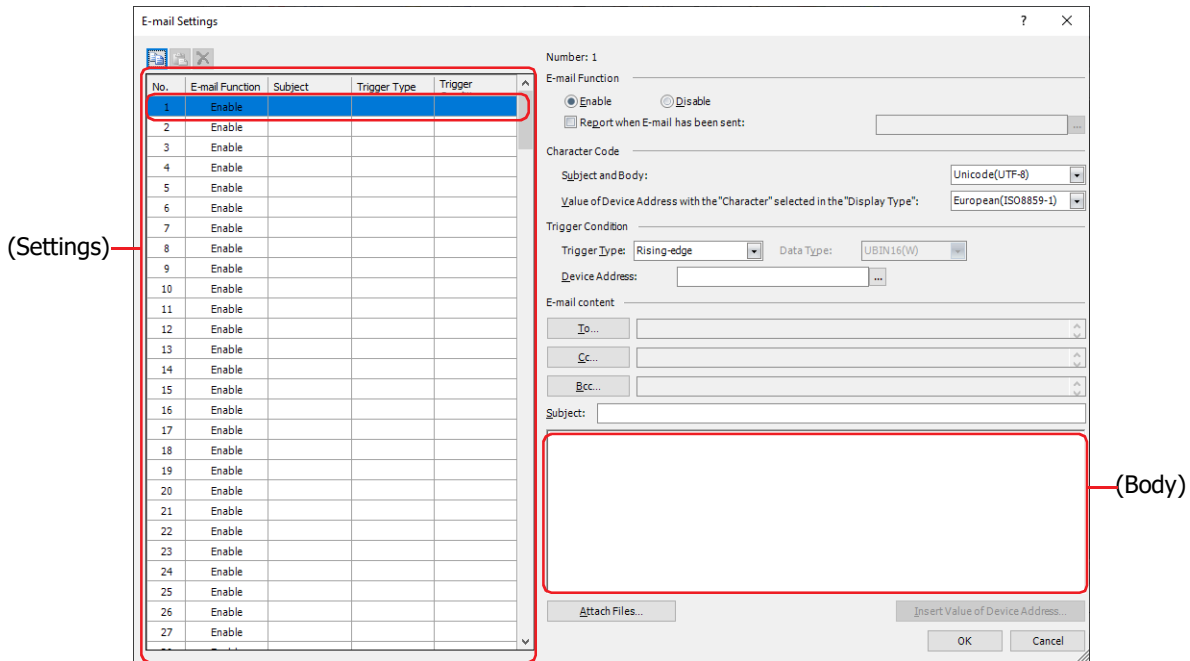 E-mail Settings ?
Number: 1
E-mail Function
No. E-mail Function Subject Trigger Type Trigger
Enable Disable
1 Enable
Report when E-mail has been sent: ...
2 Enable
3 Enable
Character Code
4 Enable
Subject and Body: Unicode(UTF-8)
5 Enable
Value of Device Address with the "Character" selected in the "Display Type": European(ISO8859-1)
6 Enable
7 Enable
Trigger Condition
(Settings)
8 Enable
Trigger Type: Rising-edge Data Type: UBIN16(W)
9 Enable
Device Address: ...
10 Enable
E-mail content
11 Enable
12 Enable
To...
13 Enable
Cc...
14 Enable
15 Enable
Bcc...
16 Enable
Subject:
17 Enable
18 Enable
19 Enable
20 Enable
(Body)
21 Enable
22 Enable
23 Enable
24 Enable
25 Enable
26 Enable
Attach Files... Insert Value of Device Address...
27 Enable
OK Cancel